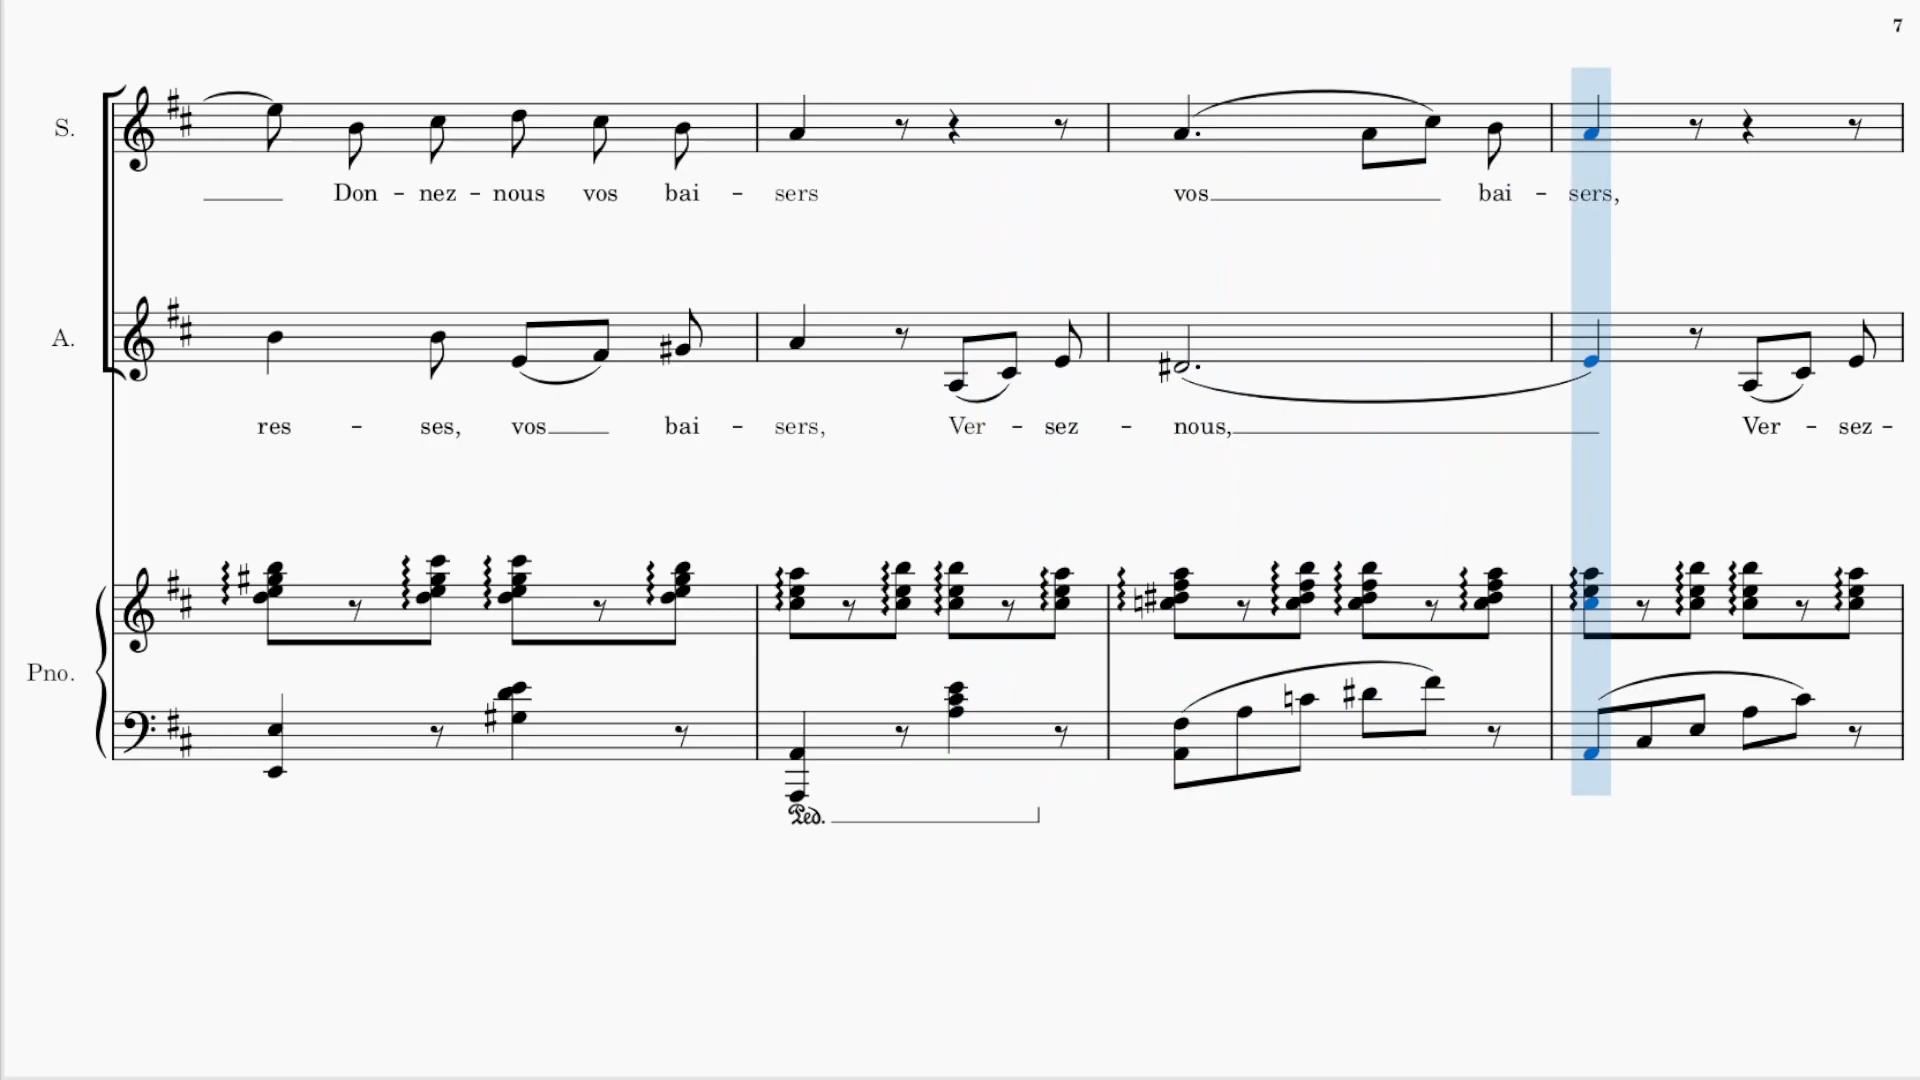 7
S.
Don - nez - nous vos bai - sers vos bai - sers,
A.
res - ses, vos bai - sers, Ver - sez - nous, Ver - sez -
Pno.
Ped.